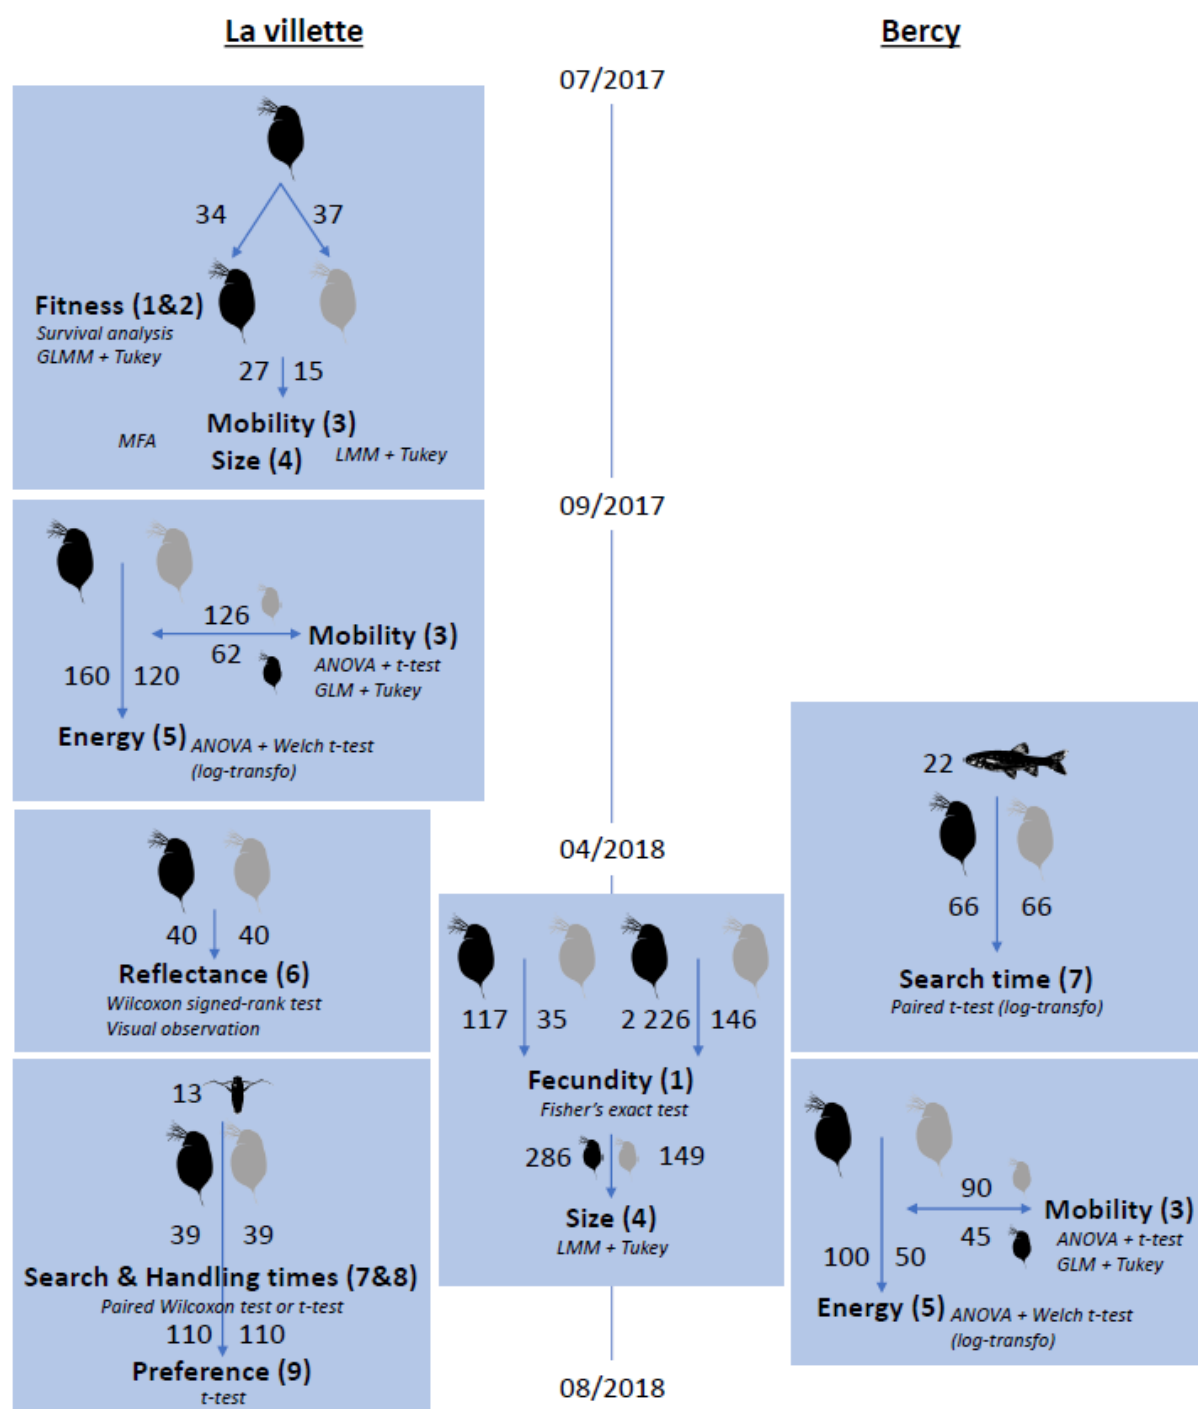 La villette
Bercy
07/2017
34 37
Fitness (1&2)
Survival analysis
GLMM + Tukey
27 15
Mobility (3)
MFA
Size (4)
LMM + Tukey
09/2017
126
Mobility (3)
62
ANOVA + t-test
GLM + Tukey
160 120
Energy (5)
ANOVA + Welch t-test
(log-transfo)
04/2018
22
66 66
Search time (7)
Paired t-test (log-transfo)
40 40
Reflectance (6)
Wilcoxon signed-rank test
Visual observation
117 35 2 226 146
Fecundity (1)
Fisher's exact test
286 149
Size (4)
LMM + Tukey
13
39 39
Search & Handling times (7&8)
Paired Wilcoxon test or t-test
110 110
Preference (9)
t-test
90
Mobility (3)
45
ANOVA + t-test
GLM + Tukey
100 50
Energy (5)
ANOVA + Welch t-test
(log-transfo)
08/2018